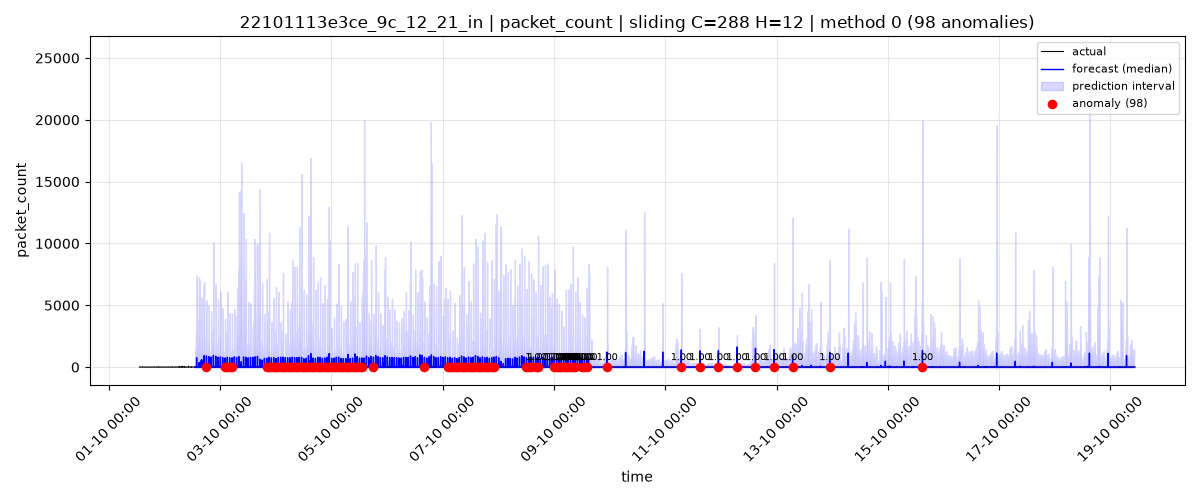 22101113e3ce_9c_12_21_in | packet_count | sliding C=288 H=12 | method 0 (98 anomalies)
actual
forecast (median)
prediction interval
anomaly (98)
packet_count
25000
20000
15000
10000
5000
0
1.00 1.00 1.00 1.00 1.00 1.00 1.00 1.00 1.00 1.00
01-10 00:00
03-10 00:00
05-10 00:00
07-10 00:00
09-10 00:00
11-10 00:00
13-10 00:00
15-10 00:00
17-10 00:00
19-10 00:00
time